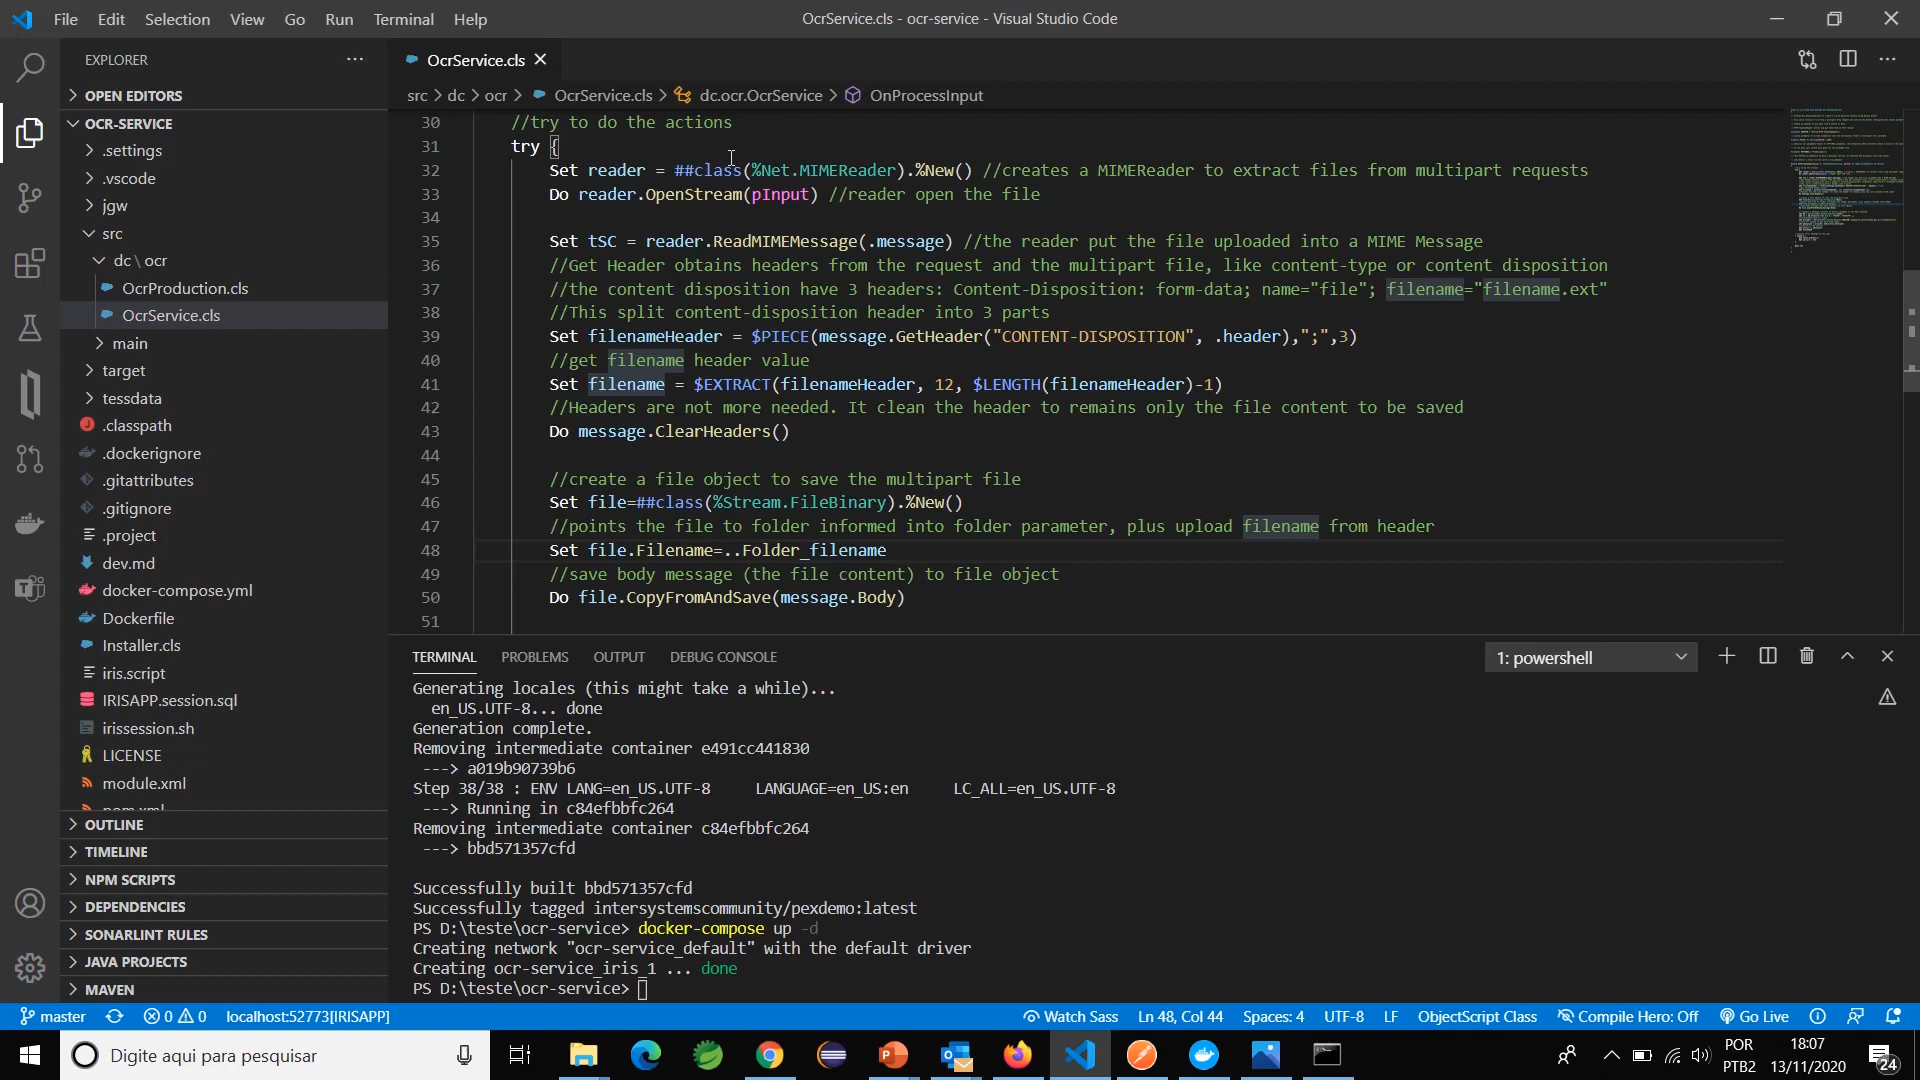 File Edit Selection View Go Run Terminal Help
OcrService.cls - ocr-service - Visual Studio Code
EXPLORER
OPEN EDITORS
OCR-SERVICE
.settings
.vscode
jgw
src
dc \ ocr
OcrProduction.cls
OcrService.cls
main
target
tessdata
.classpath
.dockerignore
.gitattributes
.gitignore
.project
dev.md
docker-compose.yml
Dockerfile
Installer.cls
iris.script
IRISAPP.session.sql
irissession.sh
LICENSE
module.xml
OUTLINE
TIMELINE
NPM SCRIPTS
DEPENDENCIES
SONARLINT RULES
JAVA PROJECTS
MAVEN
OcrService.cls
src > dc > ocr > OcrService.cls > dc.ocr.OcrService > OnProcessInput
30 //try to do the actions
31 try {
32 Set reader = ##class(%Net.MIMEReader).%New() //creates a MIMEReader to extract files from multipart requests
33 Do reader.OpenStream(pInput) //reader open the file
34
35 Set tSC = reader.ReadMIMEMessage(.message) //the reader put the file uploaded into a MIME Message
36 //Get Header obtains headers from the request and the multipart file, like content-type or content disposition
37 //the content disposition have 3 headers: Content-Disposition: form-data; name="file"; filename="filename.ext"
38 //This split content-disposition header into 3 parts
39 Set filenameHeader = $PIECE(message.GetHeader("CONTENT-DISPOSITION", .header),";",3)
40 //get filename header value
41 Set filename = $EXTRACT(filenameHeader, 12, $LENGTH(filenameHeader)-1)
42 //Headers are not more needed. It clean the header to remains only the file content to be saved
43 Do message.ClearHeaders()
44
45 //create a file object to save the multipart file
46 Set file=##class(%Stream.FileBinary).%New()
47 //points the file to folder informed into folder parameter, plus upload filename from header
48 Set file.Filename=..Folder_filename
49 //save body message (the file content) to file object
50 Do file.CopyFromAndSave(message.Body)
51
TERMINAL PROBLEMS OUTPUT DEBUG CONSOLE
1: powershell
Generating locales (this might take a while)...
en_US.UTF-8... done
Generation complete.
Removing intermediate container e491cc441830
---> a019b90739b6
Step 38/38 : ENV LANG=en_US.UTF-8 LANGUAGE=en_US:en LC_ALL=en_US.UTF-8
---> Running in c84efbbfc264
Removing intermediate container c84efbbfc264
---> bbd571357cfd
Successfully built bbd571357cfd
Successfully tagged intersystemscommunity/pexdemo:latest
PS D:\teste\ocr-service> docker-compose up -d
Creating network "ocr-service_default" with the default driver
Creating ocr-service_iris_1 ... done
PS D:\teste\ocr-service>
master 0 0 localhost:52773[IRISAPP]
Watch Sass Ln 48, Col 44 Spaces: 4 UTF-8 LF ObjectScript Class Compile Hero: Off Go Live
Digite aqui para pesquisar
POR
PTB2
18:07
13/11/2020
24